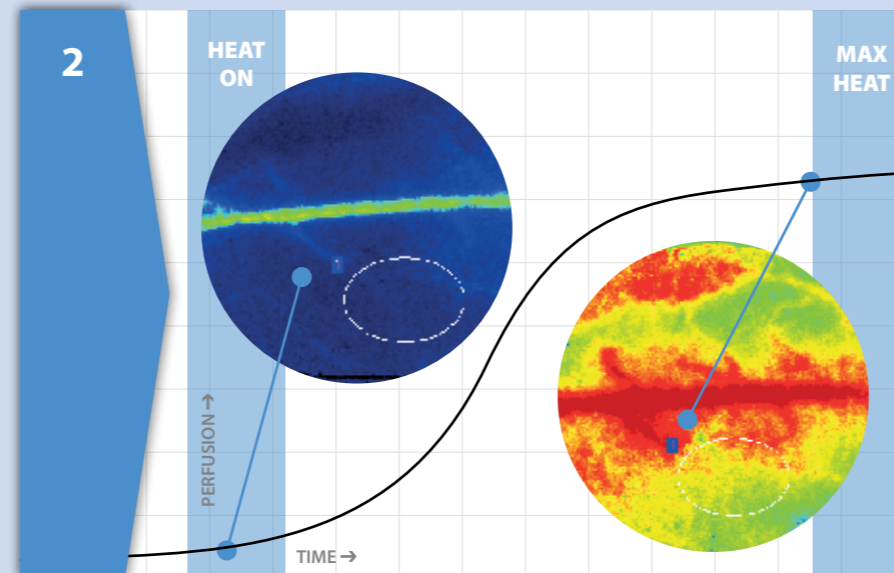 2
HEAT
ON
MAX
HEAT
PERFUSION →
TIME →